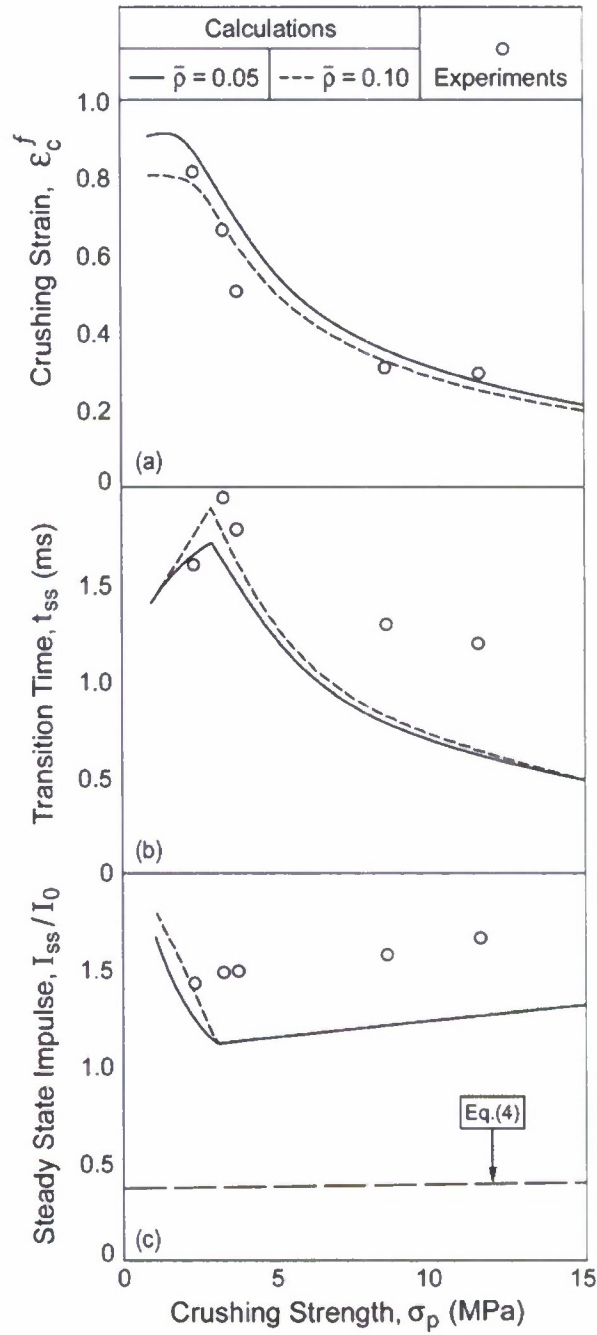 Calculations
ρ̄ = 0.05
ρ̄ = 0.10
Experiments
1.0
0.8
0.6
0.4
0.2
0
Crushing Strain, ε_c^f
(a)
1.5
1.0
0.5
0
Transition Time, t_ss (ms)
(b)
1.5
1.0
0.5
0
Steady State Impulse, I_ss / I_0
Eq.(4)
(c)
0 5 10 15
Crushing Strength, σ_p (MPa)